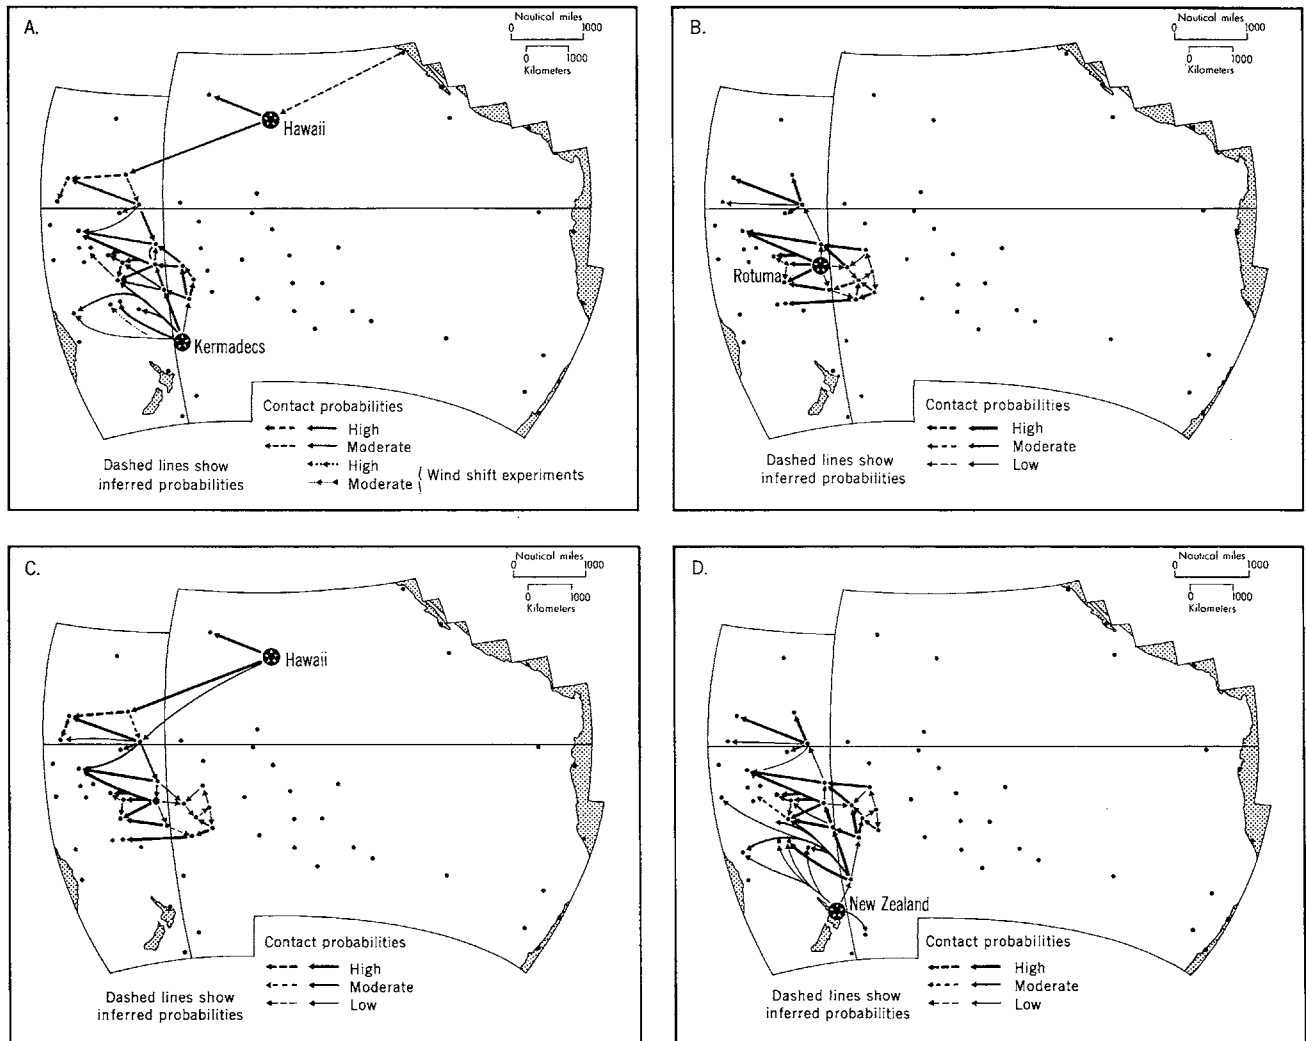 A.
Nautical miles
0 1000
0 1000
Kilometers
Hawaii
Kermadecs
Contact probabilities
High
Moderate
High
Moderate
Wind shift experiments
Dashed lines show
inferred probabilities
B.
Nautical miles
0 1000
0 1000
Kilometers
Rotuma
Contact probabilities
High
Moderate
Low
Dashed lines show
inferred probabilities
C.
Nautical miles
0 1000
0 1000
Kilometers
Hawaii
Contact probabilities
High
Moderate
Low
Dashed lines show
inferred probabilities
D.
Nautical miles
0 1000
0 1000
Kilometers
New Zealand
Contact probabilities
High
Moderate
Low
Dashed lines show
inferred probabilities